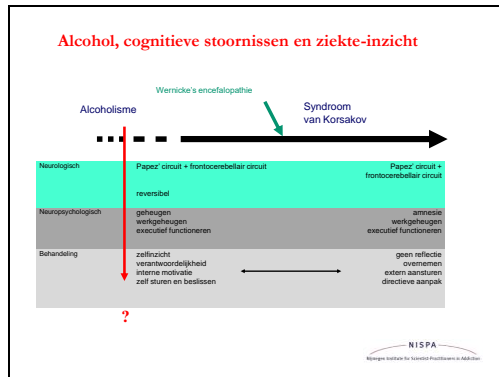 Alcohol, cognitieve stoornissen en ziekte-inzicht
Wernicke's encefalopathie
Alcoholisme
Syndroom
van Korsakov
Neurologisch
Papez' circuit + frontocerebellair circuit
reversibel
Papez' circuit +
frontocerebellair circuit
Neuropsychologisch
geheugen
werkgeheugen
executief functioneren
amnesie
werkgeheugen
executief functioneren
Behandeling
zelfinzicht
verantwoordelijkheid
interne motivatie
zelf sturen en beslissen
geen reflectie
overnemen
extern aansturen
directieve aanpak
?
NISPA
Nijmegen Institute for Scientist-Practitioners in Addiction